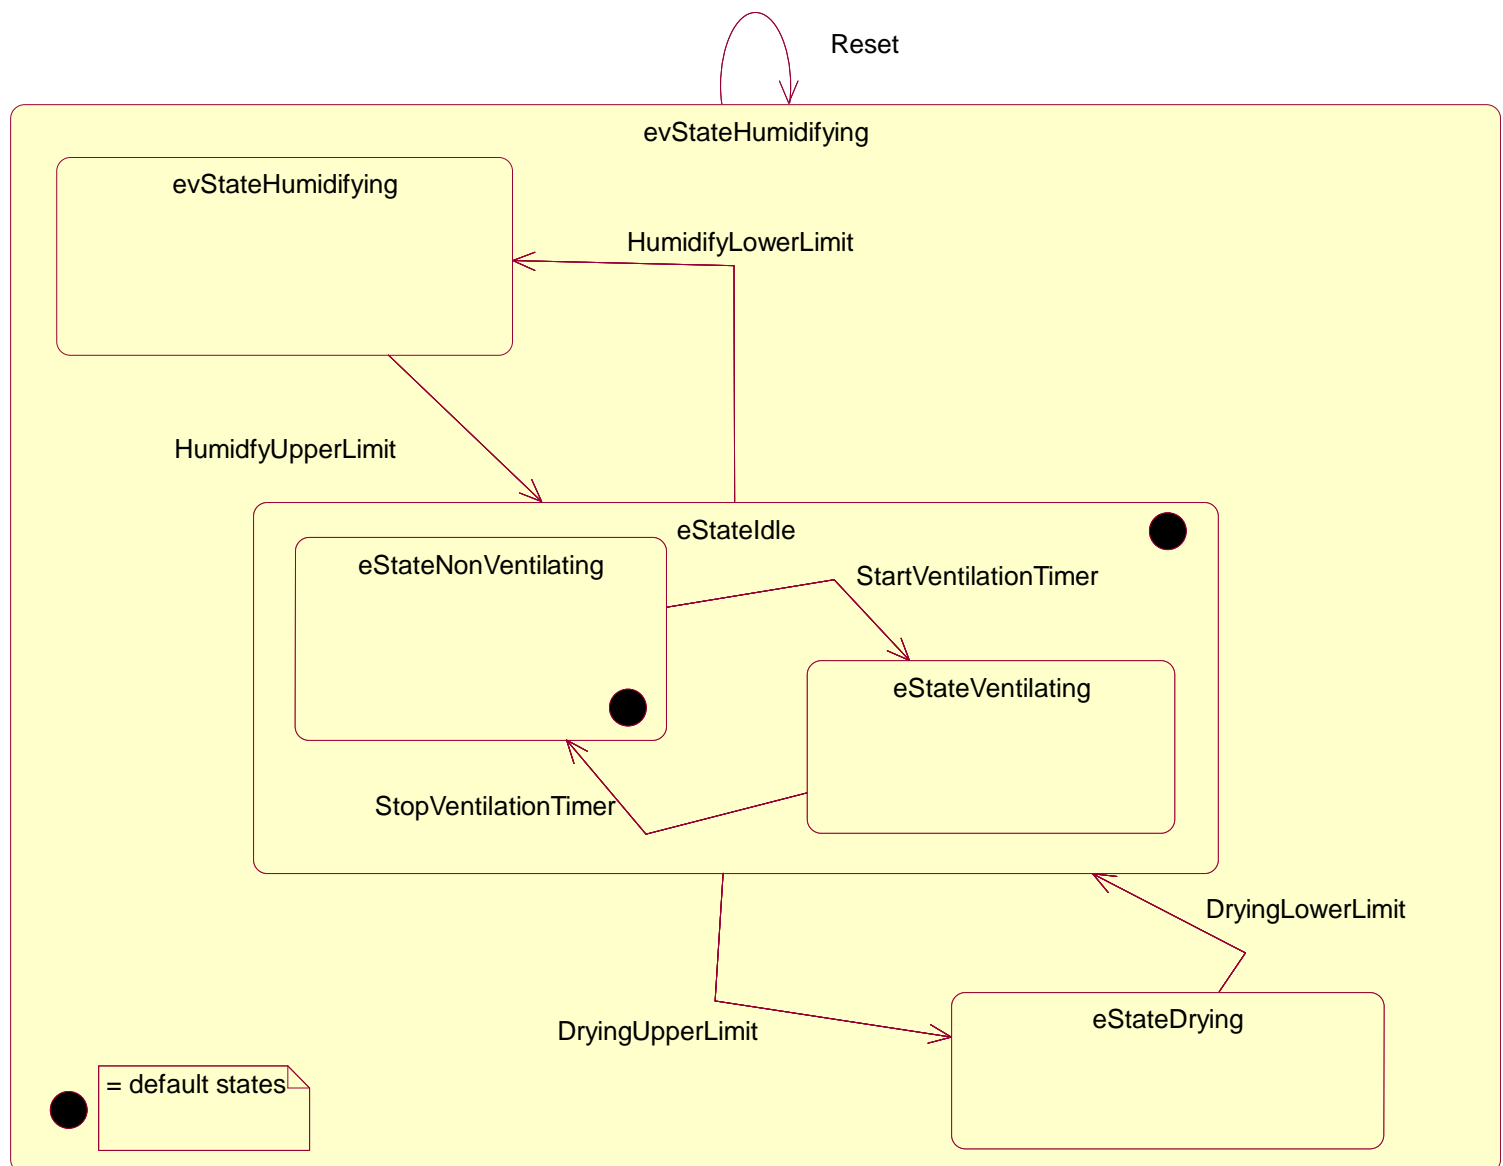 Reset
evStateHumidifying
evStateHumidifying
HumidifyLowerLimit
HumidfyUpperLimit
eStateIdle
eStateNonVentilating
StartVentilationTimer
eStateVentilating
StopVentilationTimer
DryingLowerLimit
eStateDrying
DryingUpperLimit
= default states